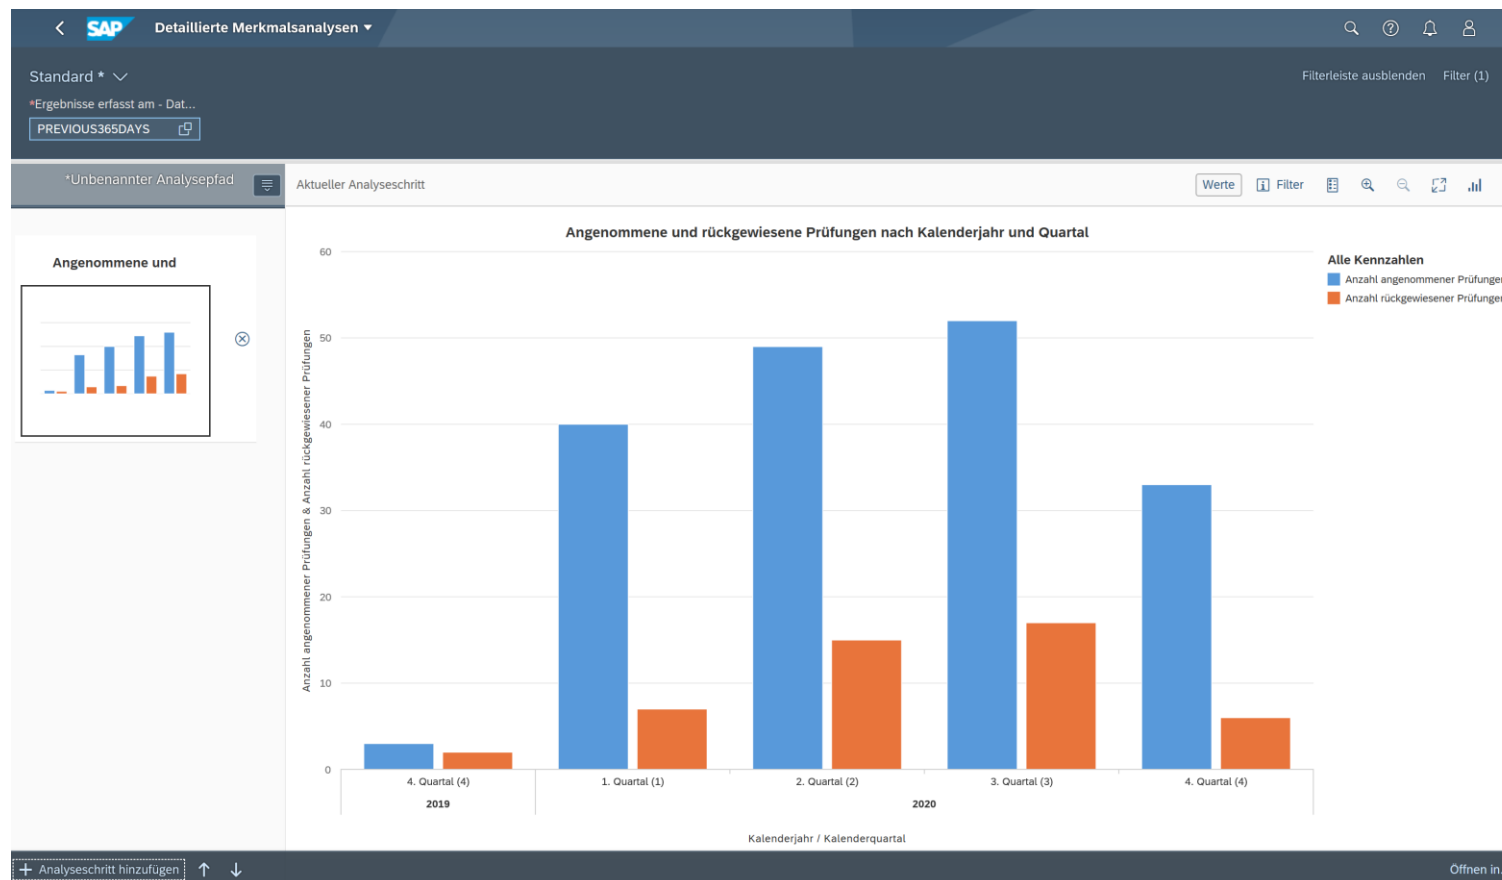 SAP Detaillierte Merkmalsanalysen
Standard *
Filterleiste ausblenden Filter (1)
*Ergebnisse erfasst am - Dat...
PREVIOUS365DAYS
*Unbenannter Analysepfad
Aktueller Analyseschritt
Werte Filter
Angenommene und
Angenommene und rückgewiesene Prüfungen nach Kalenderjahr und Quartal
Alle Kennzahlen
Anzahl angenommener Prüfungen
Anzahl rückgewiesener Prüfungen
Anzahl angenommener Prüfungen & Anzahl rückgewiesener Prüfungen
60
50
40
30
20
10
0
4. Quartal (4) 1. Quartal (1) 2. Quartal (2) 3. Quartal (3) 4. Quartal (4)
2019 2020
Kalenderjahr / Kalenderquartal
+ Analyseschritt hinzufügen
Öffnen in.